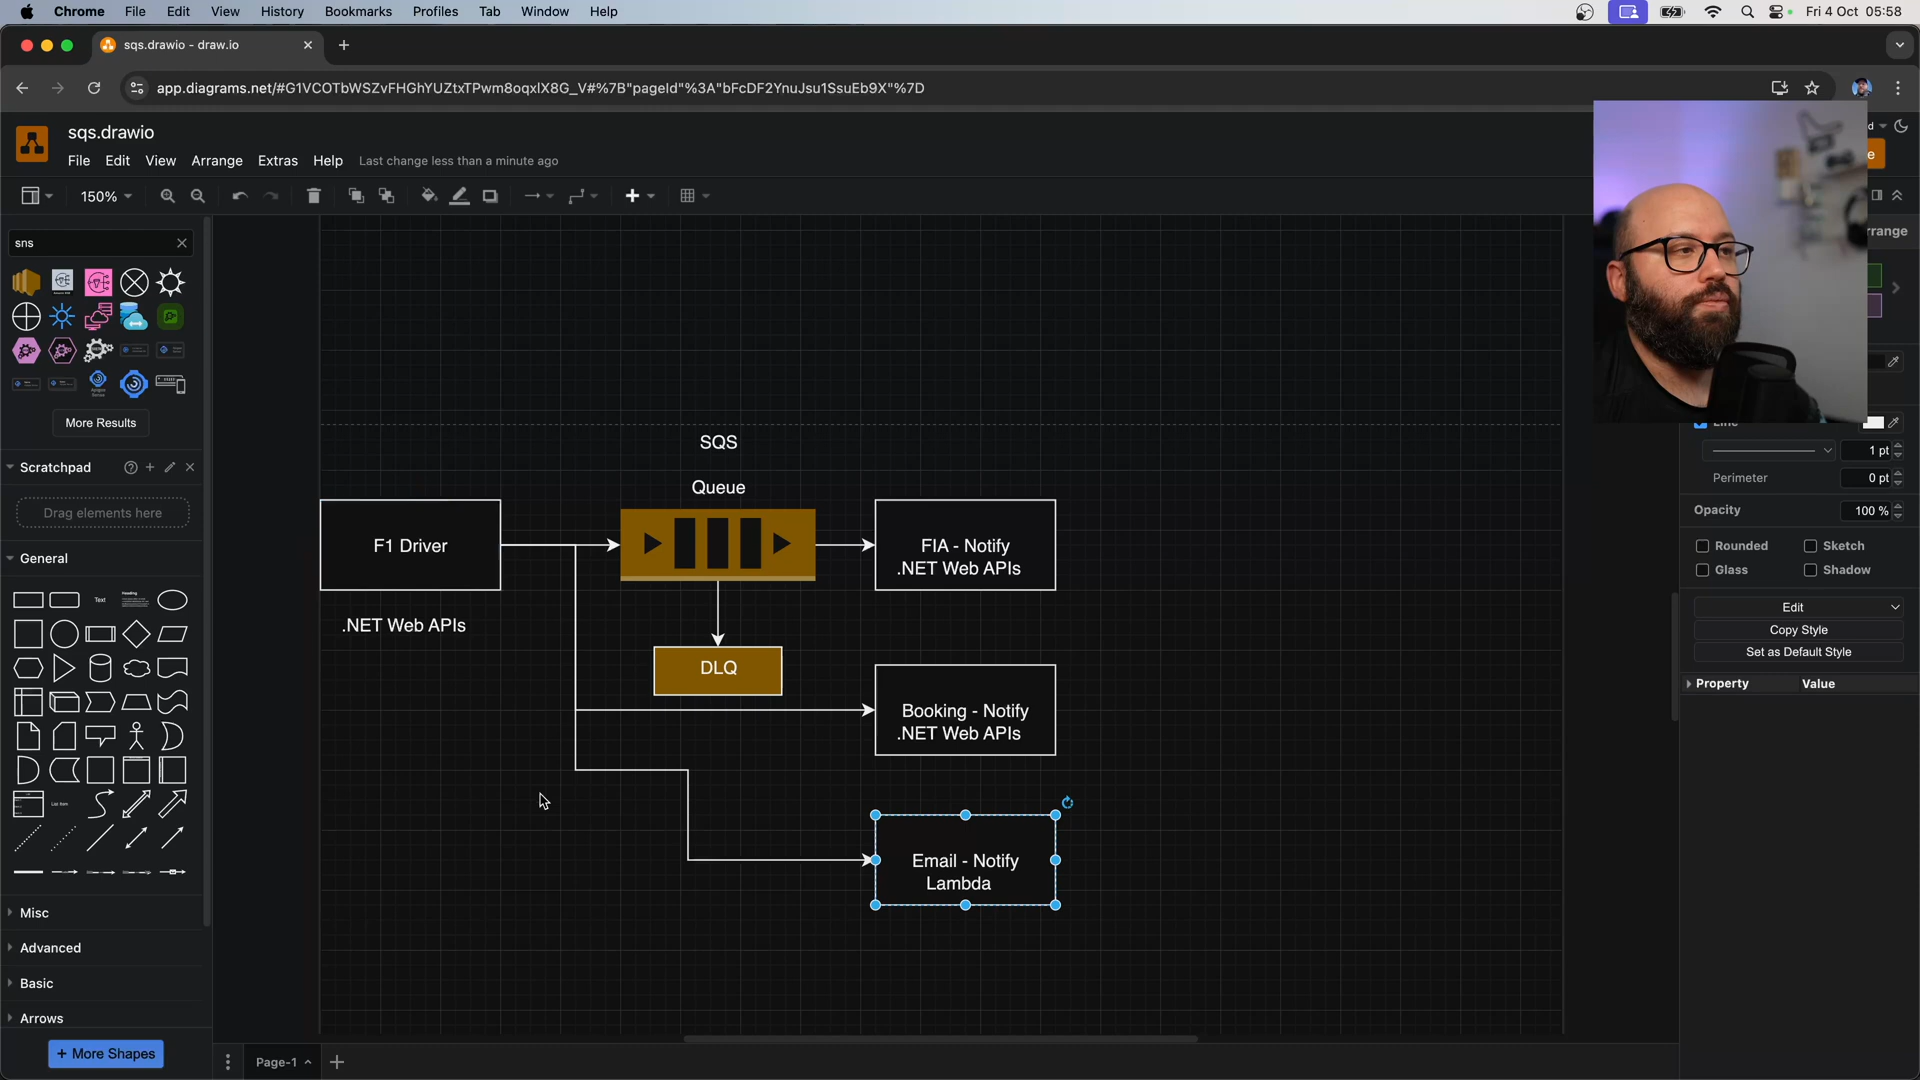 Chrome File Edit View History Bookmarks Profiles Tab Window Help
Fri 4 Oct 05:58
sqs.drawio - draw.io
app.diagrams.net/#G1VCOTbWSZvFHGhYUZtxTPwm8oqxlX8G_V#%7B"pageId"%3A"bFcDF2YnuJsu1SsuEb9X"%7D
sqs.drawio
File Edit View Arrange Extras Help Last change less than a minute ago
150%
sns
More Results
Scratchpad
Drag elements here
General
Text
Heading
List Item
Misc
Advanced
Basic
Arrows
+ More Shapes
SQS
Queue
F1 Driver
.NET Web APIs
FIA - Notify
.NET Web APIs
DLQ
Booking - Notify
.NET Web APIs
Email - Notify
Lambda
rrange
Line
1 pt
Perimeter 0 pt
Opacity 100 %
Rounded Sketch
Glass Shadow
Edit
Copy Style
Set as Default Style
Property Value
Page-1